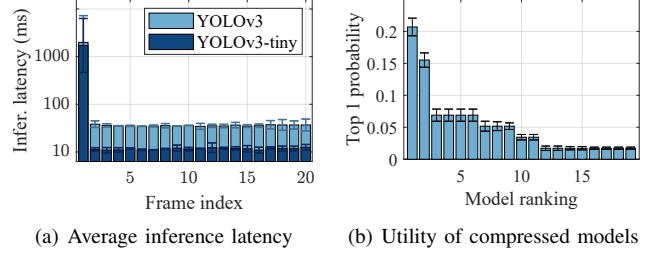 Infer. latency (ms)
1000
100
10
YOLOv3
YOLOv3-tiny
5
10
15
20
Frame index
(a) Average inference latency
Top 1 probability
0.2
0.15
0.1
0.05
0
5
10
15
Model ranking
(b) Utility of compressed models